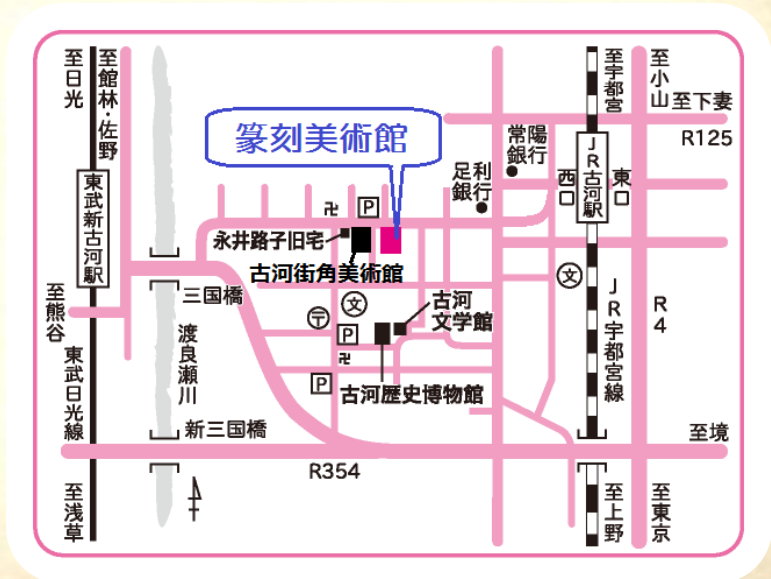 至日光
至館林・佐野
東武新古河駅
至熊谷
東武日光線
至浅草
三国橋
渡良瀬川
新三国橋
R354
篆刻美術館
卍
P
永井路子旧宅
古河街角美術館
〒
文
P
卍
P
古河
文学館
古河歴史博物館
足利
銀行
常陽
銀行
文
至宇都宮
JR古河駅
西口
東口
JR宇都宮線
至上野
至小山
至下妻
R125
R4
至境
至東京